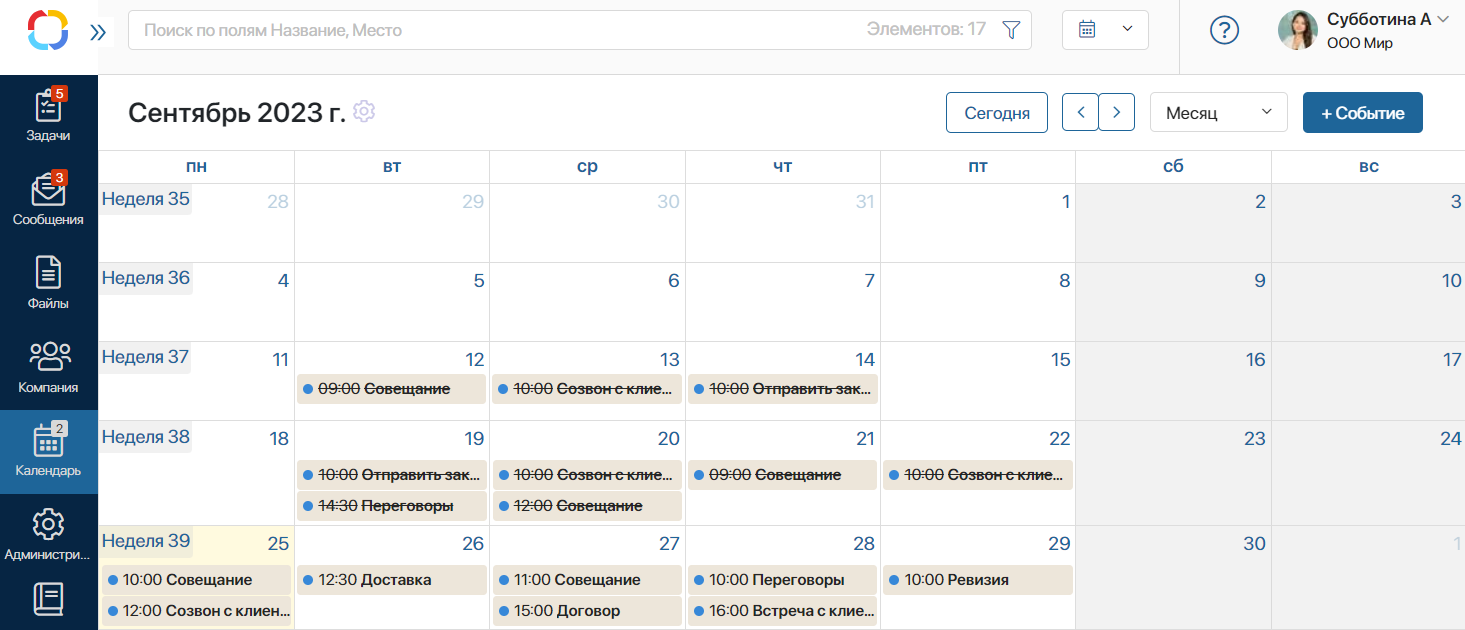 Поиск по полям Название, Место Элементов: 17
?
Субботина А
ООО Мир
5
Задачи
3
Сообщения
Файлы
Компания
2
Календарь
Администри...
Сентябрь 2023 г.
Сегодня
Месяц
+ Событие
пн вт ср чт пт сб вс
Неделя 35 28 29 30 31 1 2 3
Неделя 36 4 5 6 7 8 9 10
Неделя 37 11 12 13 14 15 16 17
09:00 Совещание 10:00 Созвон с клие... 10:00 Отправить зак...
Неделя 38 18 19 20 21 22 23 24
10:00 Отправить зак... 10:00 Созвон с клие... 09:00 Совещание 10:00 Созвон с клие...
14:30 Переговоры 12:00 Совещание
Неделя 39 25 26 27 28 29 30 1
10:00 Совещание 12:30 Доставка 11:00 Совещание 10:00 Переговоры 10:00 Ревизия
12:00 Созвон с клиен... 15:00 Договор 16:00 Встреча с клие...